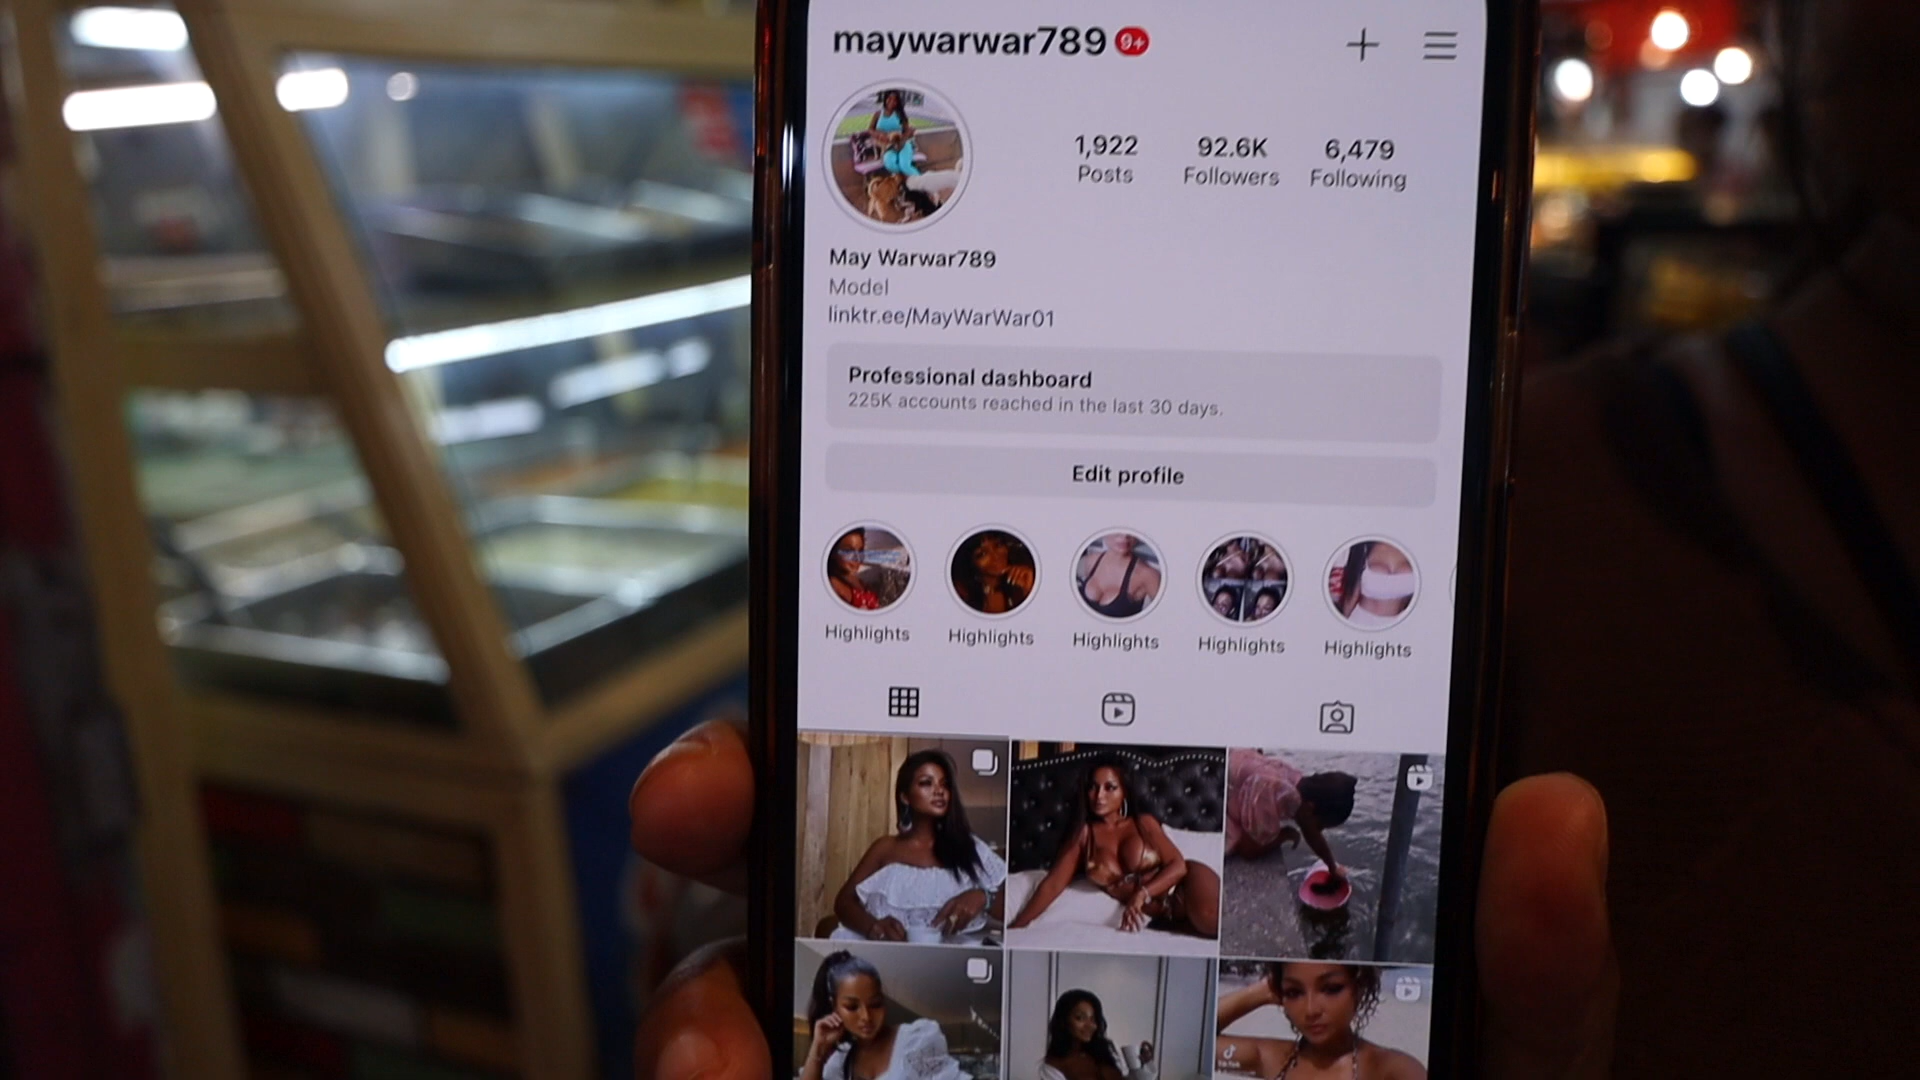 maywarwar789 9+
1,922 92.6K 6,479
Posts Followers Following
May Warwar789
Model
linktr.ee/MayWarWar01
Professional dashboard
225K accounts reached in the last 30 days.
Edit profile
Highlights Highlights Highlights Highlights Highlights
TikTok